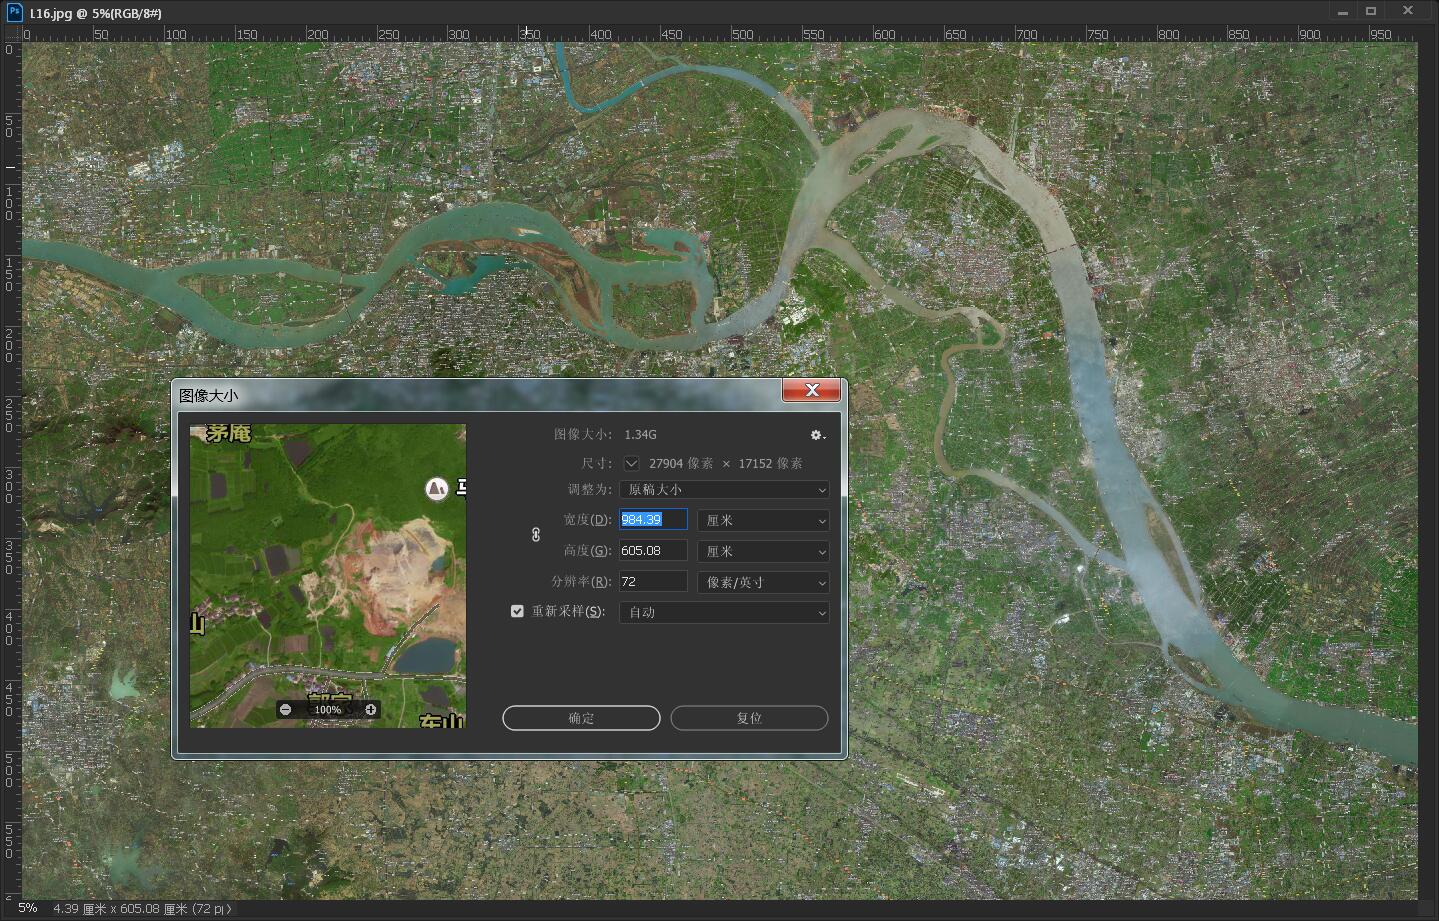 Ps L16.jpg @ 5%(RGB/8#)
0 50 100 150 200 250 300 350 400 450 500 550 600 650 700 750 800 850 900 950
0
50
100
150
200
250
300
350
400
450
500
550
图像大小
茅庵
山
100%
东山
图像大小: 1.34G
尺寸: 27904 像素 × 17152 像素
调整为: 原稿大小
宽度(D): 984.39 厘米
高度(G): 605.08 厘米
分辨率(R): 72 像素/英寸
重新采样(S): 自动
确定 复位
5% 4.39 厘米 x 605.08 厘米 (72 p